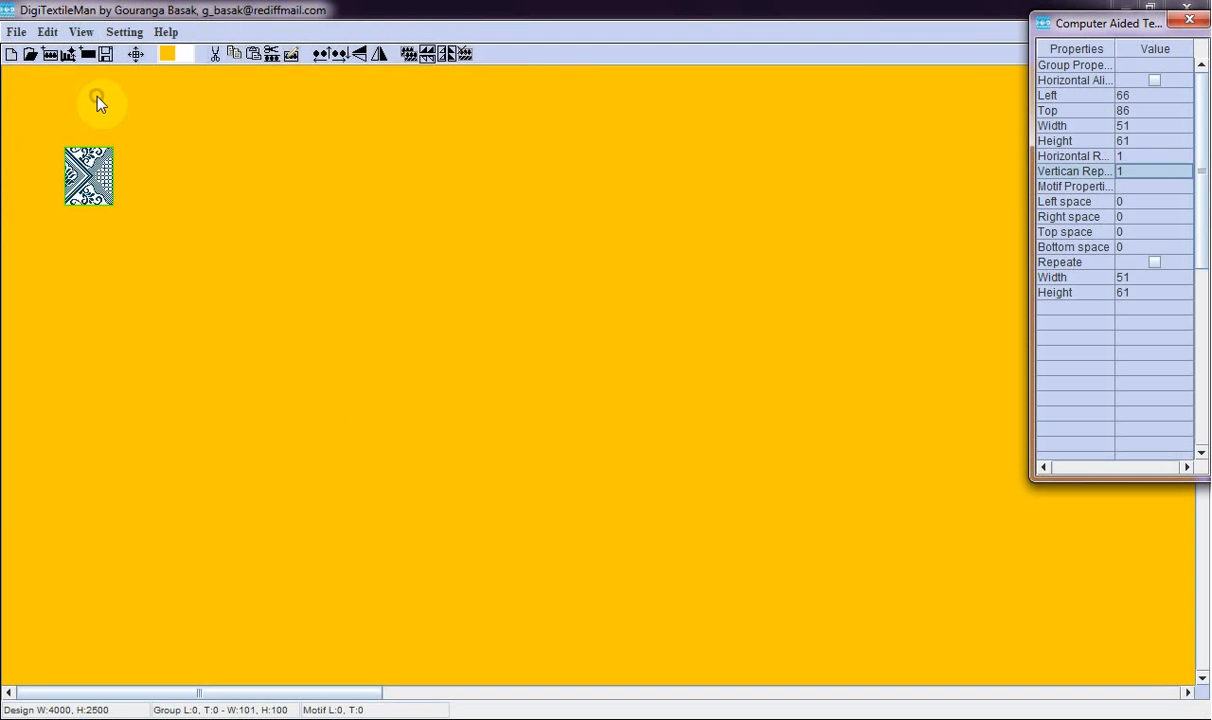 DigiTextileMan by Gouranga Basak, g_basak@rediffmail.com
File Edit View Setting Help
Computer Aided Te...
Properties Value
Group Prope...
Horizontal Ali...
Left 66
Top 86
Width 51
Height 61
Horizontal R... 1
Vertican Rep... 1
Motif Properti...
Left space 0
Right space 0
Top space 0
Bottom space 0
Repeate
Width 51
Height 61
Design W:4000, H:2500 Group L:0, T:0 - W:101, H:100 Motif L:0, T:0